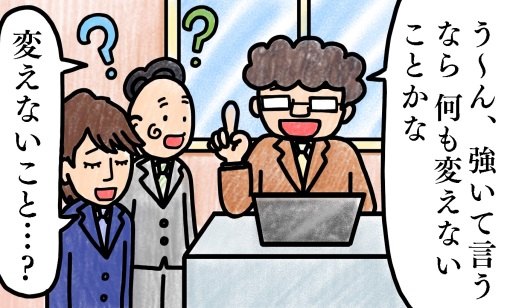 う〜ん、強いて言う
なら 何も変えない
ことかな
変えないこと…?
?
?